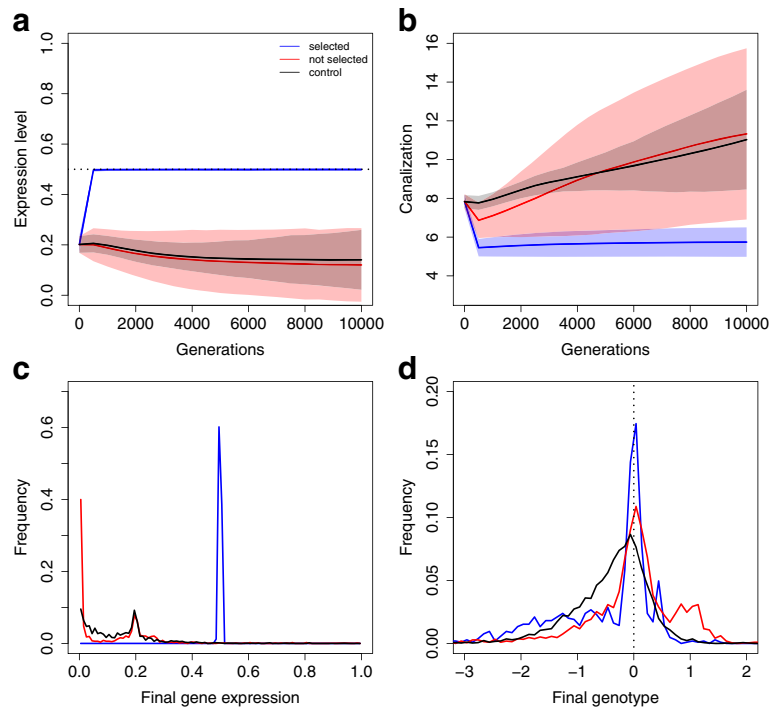 a
1.0
0.8
0.6
0.4
0.2
0.0
Expression level
selected
not selected
control
0 2000 4000 6000 8000 10000
Generations
b
16
14
12
10
8
6
4
Canalization
0 2000 4000 6000 8000 10000
Generations
c
0.6
0.4
0.2
0.0
Frequency
0.0 0.2 0.4 0.6 0.8 1.0
Final gene expression
d
0.20
0.15
0.10
0.05
0.00
Frequency
−3 −2 −1 0 1 2
Final genotype